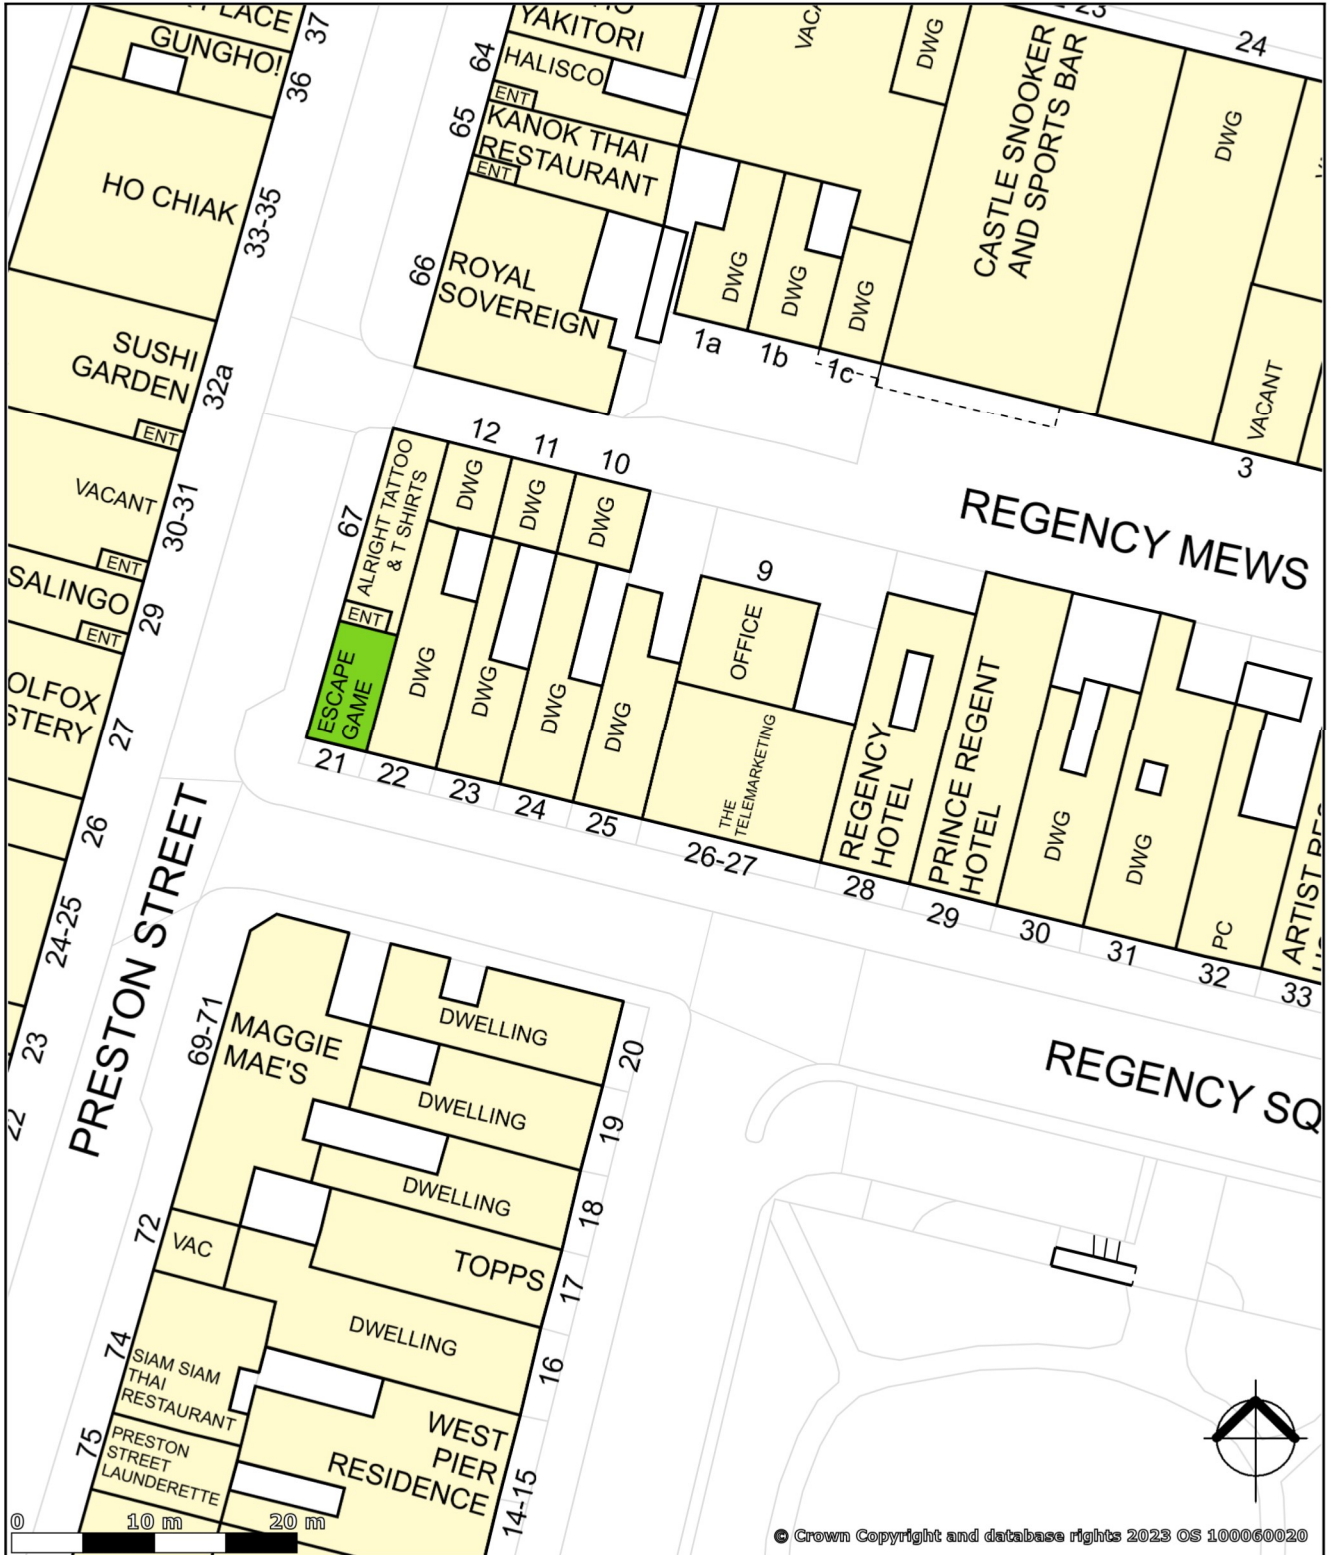 PLACE
37
GUNGHO!
36
HO CHIAK
33-35
SUSHI
GARDEN
32a
ENT
VACANT
30-31
ENT
SALINGO
29
ENT
27
26
24-25
23
22
PRESTON STREET
YAKITORI
64
HALISCO
ENT
65
KANOK THAI
RESTAURANT
ENT
66
ROYAL
SOVEREIGN
DWG
DWG
DWG
DWG
1a
1b
1c
CASTLE SNOOKER
AND SPORTS BAR
23
24
DWG
VACANT
3
REGENCY MEWS
12
11
10
DWG
DWG
DWG
67
ALRIGHT TATTOO
& T SHIRTS
ENT
ESCAPE
GAME
DWG
DWG
DWG
DWG
9
OFFICE
THE
TELEMARKETING
REGENCY
HOTEL
PRINCE REGENT
HOTEL
DWG
DWG
PC
21
22
23
24
25
26-27
28
29
30
31
32
33
REGENCY SQ
69-71
MAGGIE
MAE'S
DWELLING
20
DWELLING
19
DWELLING
18
72
VAC
TOPPS
17
DWELLING
16
74
SIAM SIAM
THAI
RESTAURANT
75
PRESTON
STREET
LAUNDERETTE
WEST
PIER
RESIDENCE
14-15
0 10 m 20 m
© Crown Copyright and database rights 2023 OS 100060020